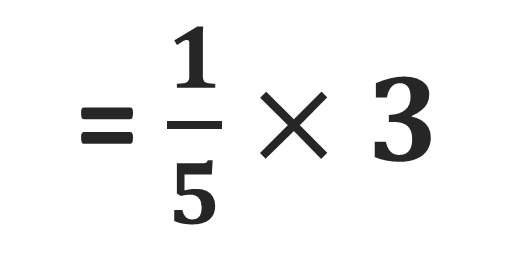 = 1/5 × 3